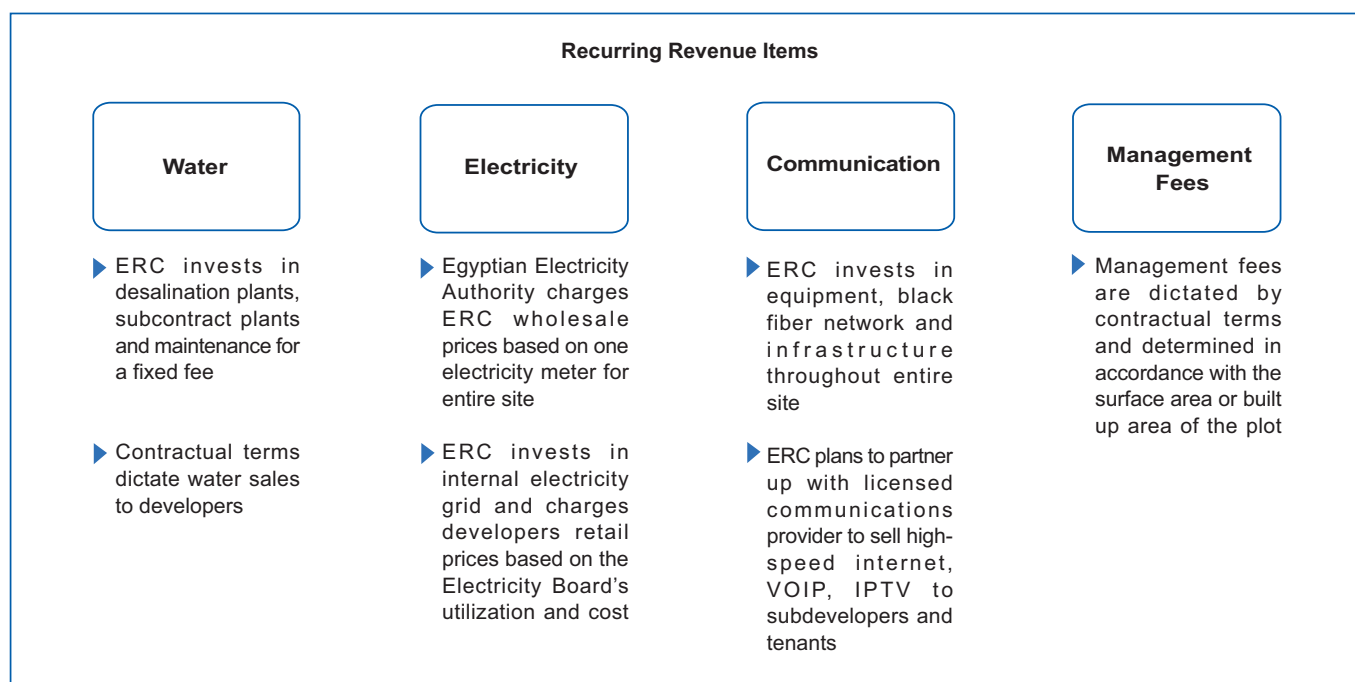 Recurring Revenue Items
Water
ERC invests in
desalination plants,
subcontract plants
and maintenance for
a fixed fee
Contractual terms
dictate water sales
to developers
Electricity
Egyptian Electricity
Authority charges
ERC wholesale
prices based on one
electricity meter for
entire site
ERC invests in
internal electricity
grid and charges
developers retail
prices based on the
Electricity Board's
utilization and cost
Communication
ERC invests in
equipment, black
fiber network and
infrastructure
throughout entire
site
ERC plans to partner
up with licensed
communications
provider to sell high-
speed internet,
VOIP, IPTV to
subdevelopers and
tenants
Management
Fees
Management fees
are dictated by
contractual terms
and determined in
accordance with the
surface area or built
up area of the plot